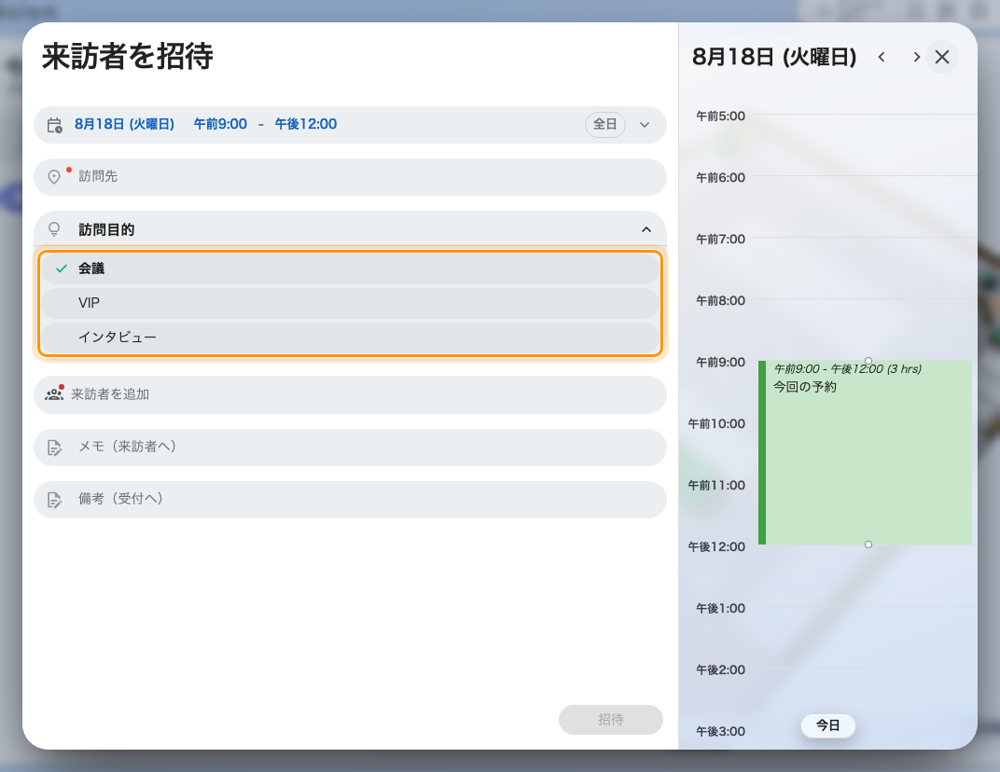 来訪者を招待
8月18日 (火曜日) 午前9:00 - 午後12:00 全日
訪問先
訪問目的
会議
VIP
インタビュー
来訪者を追加
メモ（来訪者へ）
備考（受付へ）
招待
8月18日 (火曜日)
午前5:00
午前6:00
午前7:00
午前8:00
午前9:00
午前9:00 - 午後12:00 (3 hrs)
今回の予約
午前10:00
午前11:00
午後12:00
午後1:00
午後2:00
午後3:00
今日